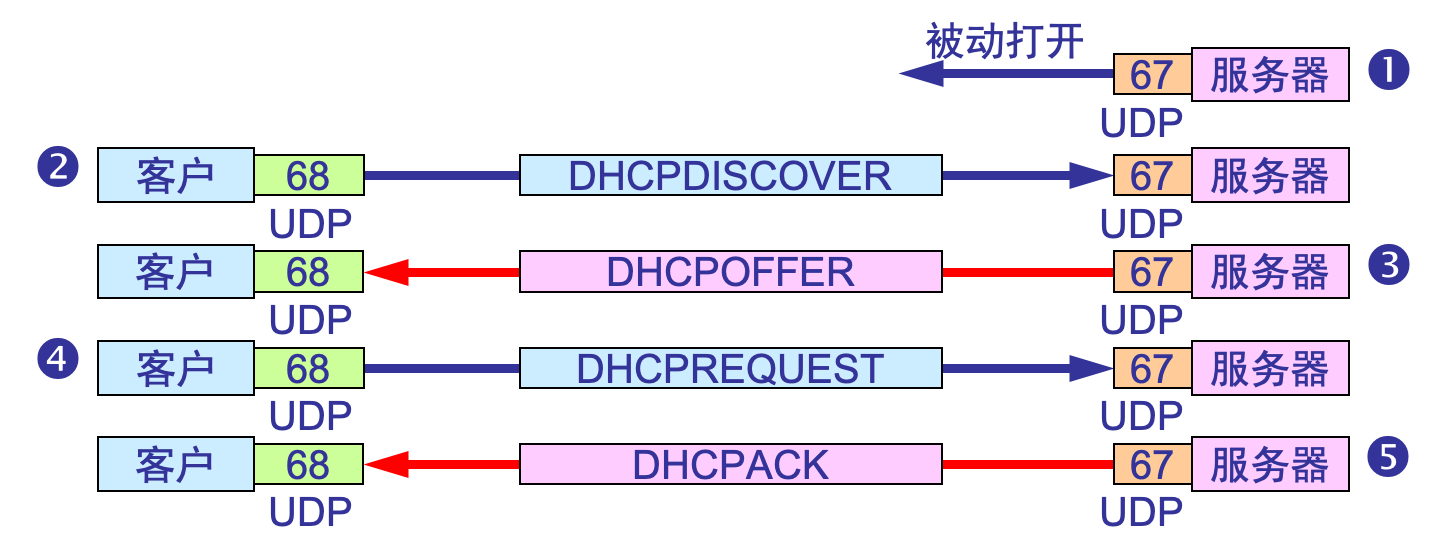 被动打开
67 服务器 ❶
UDP
❷ 客户 68 DHCPDISCOVER 67 服务器
UDP UDP
客户 68 DHCPOFFER 67 服务器 ❸
UDP UDP
❹ 客户 68 DHCPREQUEST 67 服务器
UDP UDP
客户 68 DHCPACK 67 服务器 ❺
UDP UDP